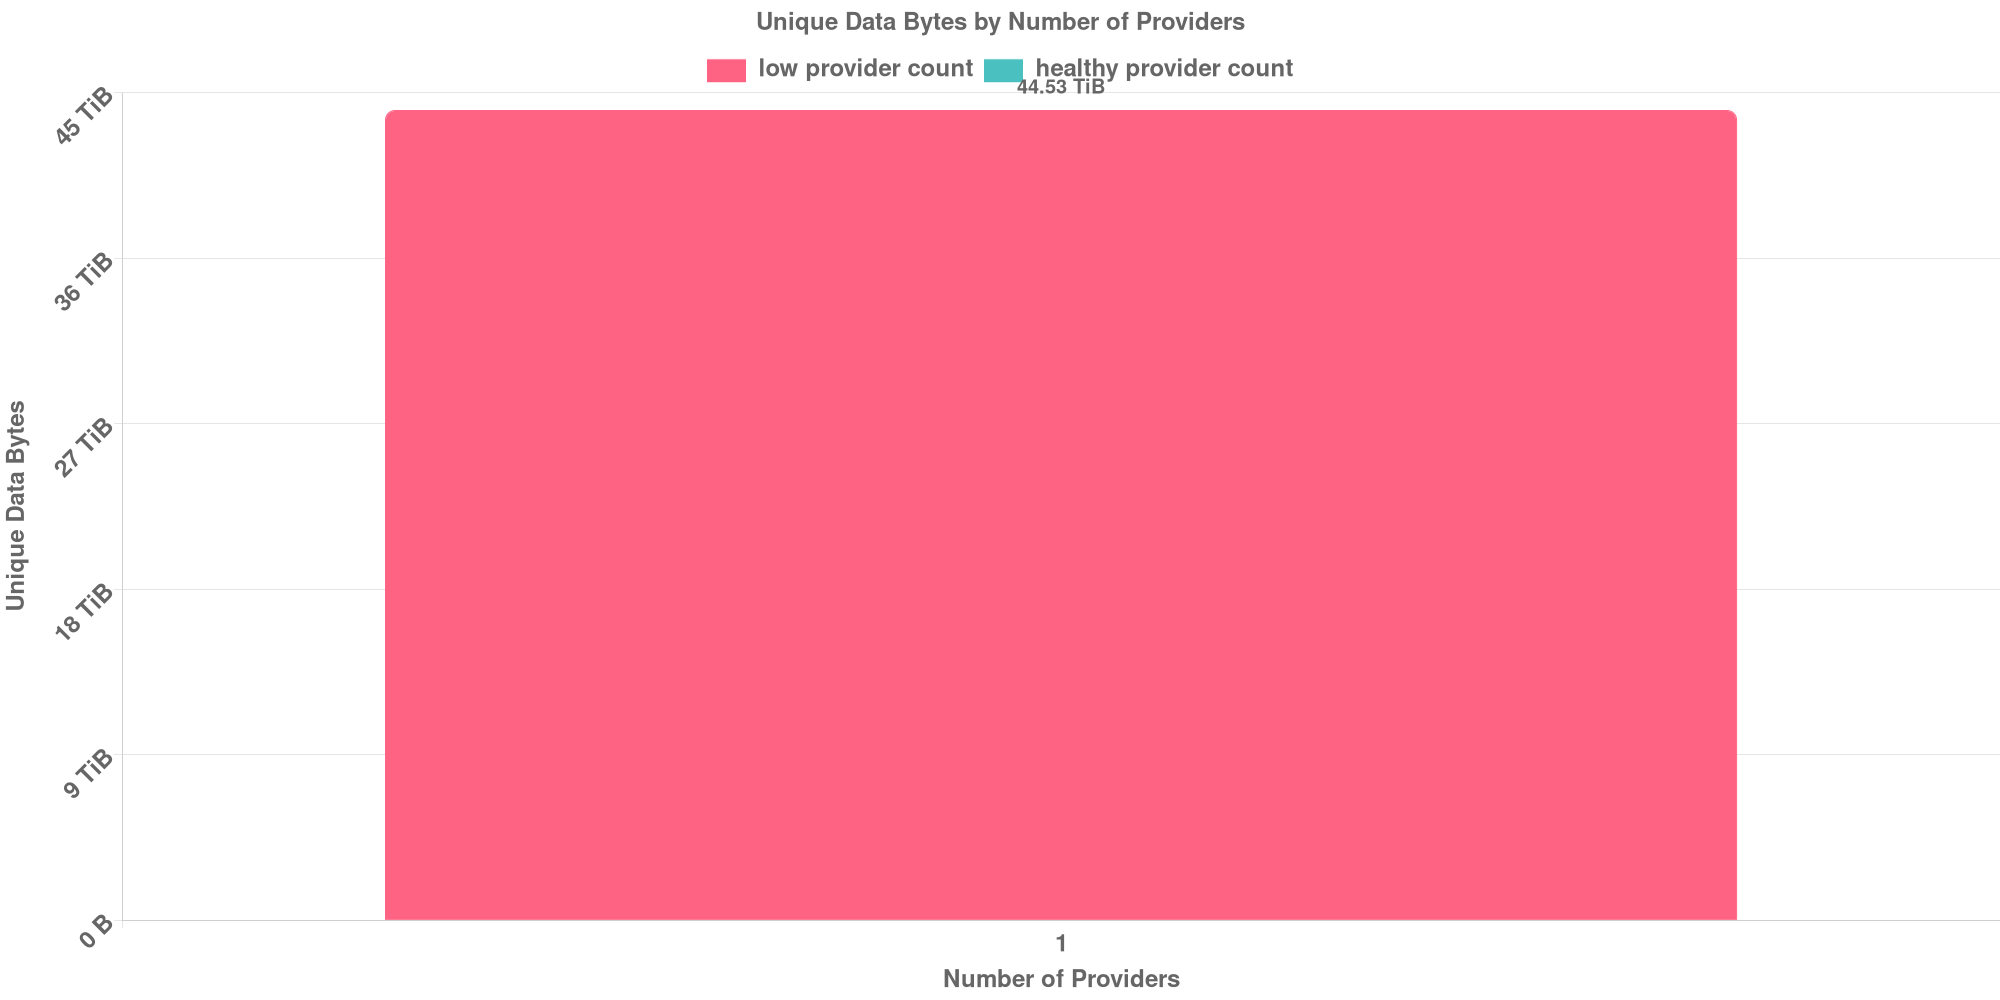 Unique Data Bytes by Number of Providers
low provider count
healthy provider count
44.53 TiB
45 TiB
36 TiB
27 TiB
18 TiB
9 TiB
0 B
Unique Data Bytes
1
Number of Providers